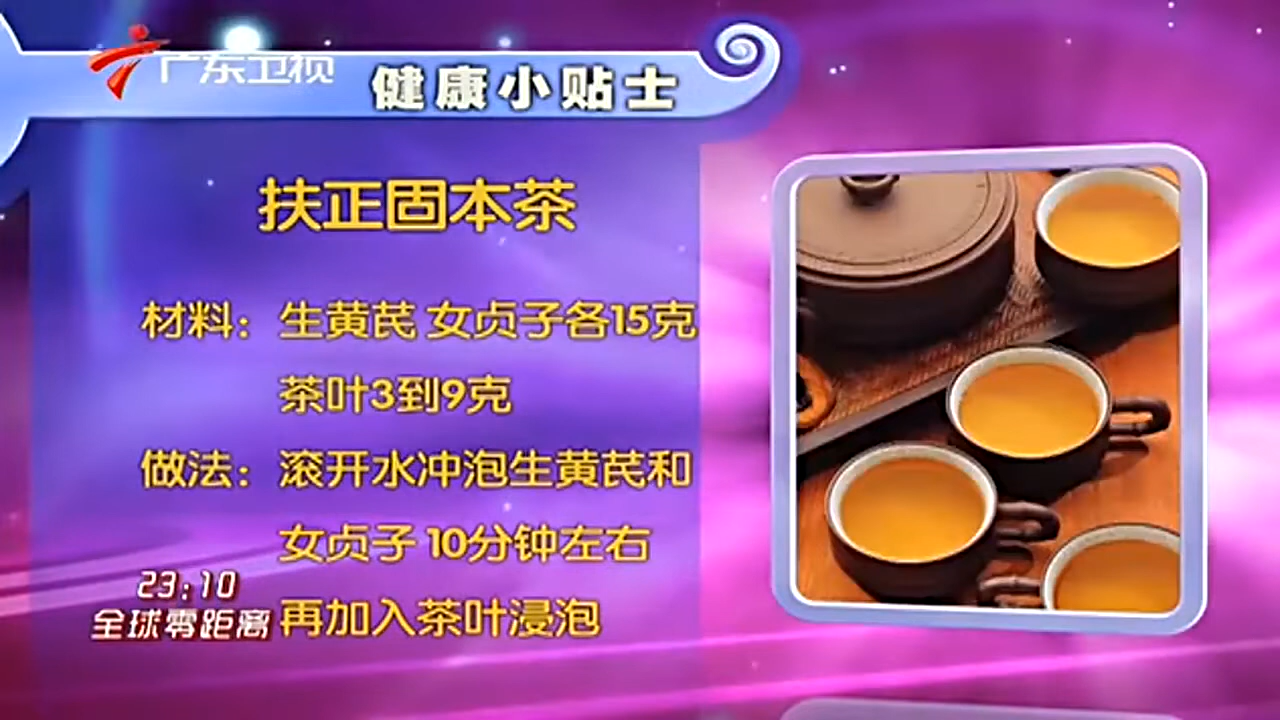 广东卫视
健康小贴士
扶正固本茶
材料：生黄芪 女贞子各15克
茶叶3到9克
做法：滚开水冲泡生黄芪和
女贞子 10分钟左右
再加入茶叶浸泡
23:10
全球零距离